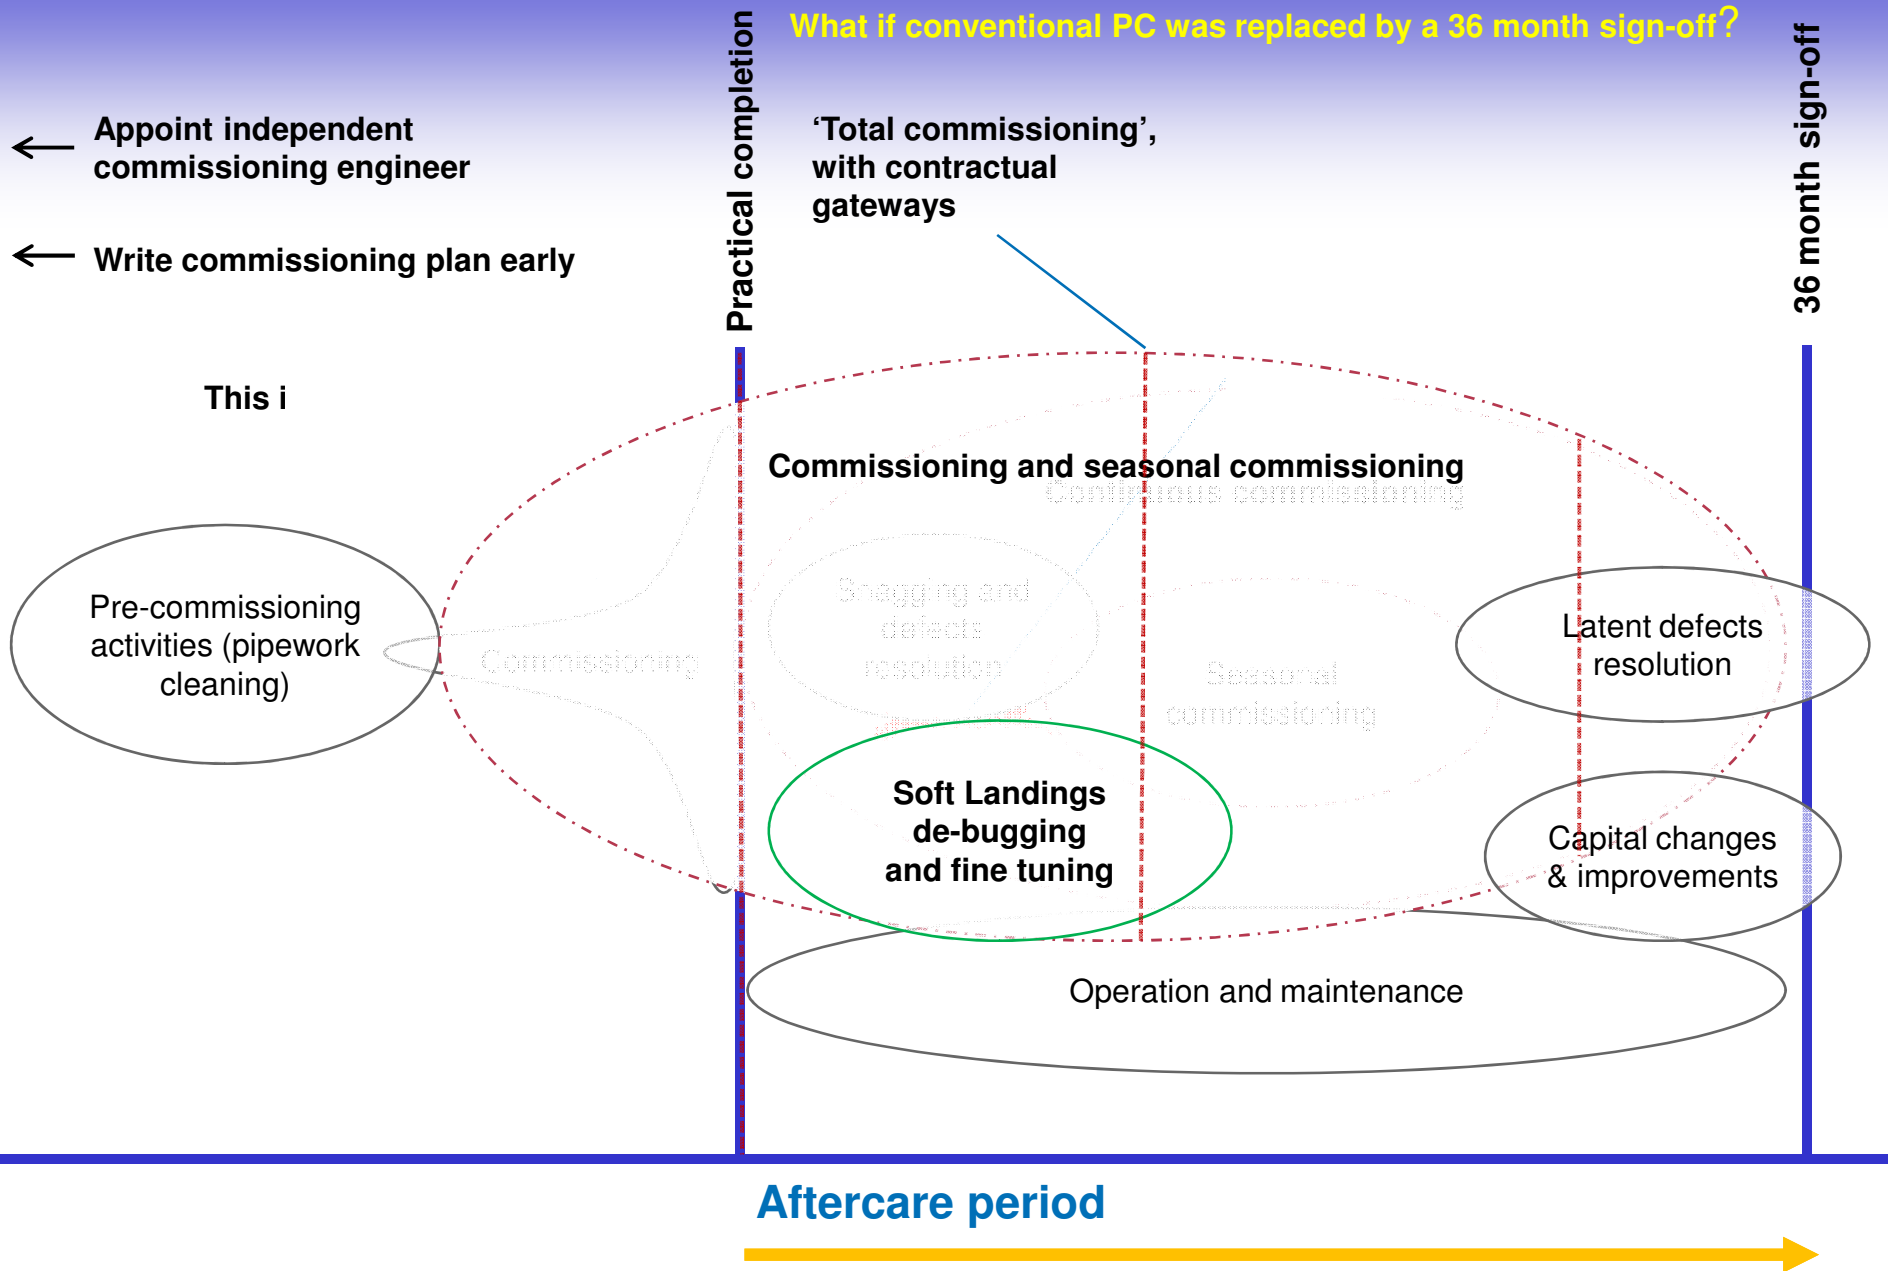 What if conventional PC was replaced by a 36 month sign-off?
Practical completion
36 month sign-off
Appoint independent
commissioning engineer
Write commissioning plan early
‘Total commissioning’,
with contractual
gateways
This i
Commissioning and seasonal commissioning
Continuous commissioning
Pre-commissioning
activities (pipework
cleaning)
Commissioning
Snagging and
defects
resolution
Seasonal
commissioning
Latent defects
resolution
Soft Landings
de-bugging
and fine tuning
Capital changes
& improvements
Operation and maintenance
Aftercare period